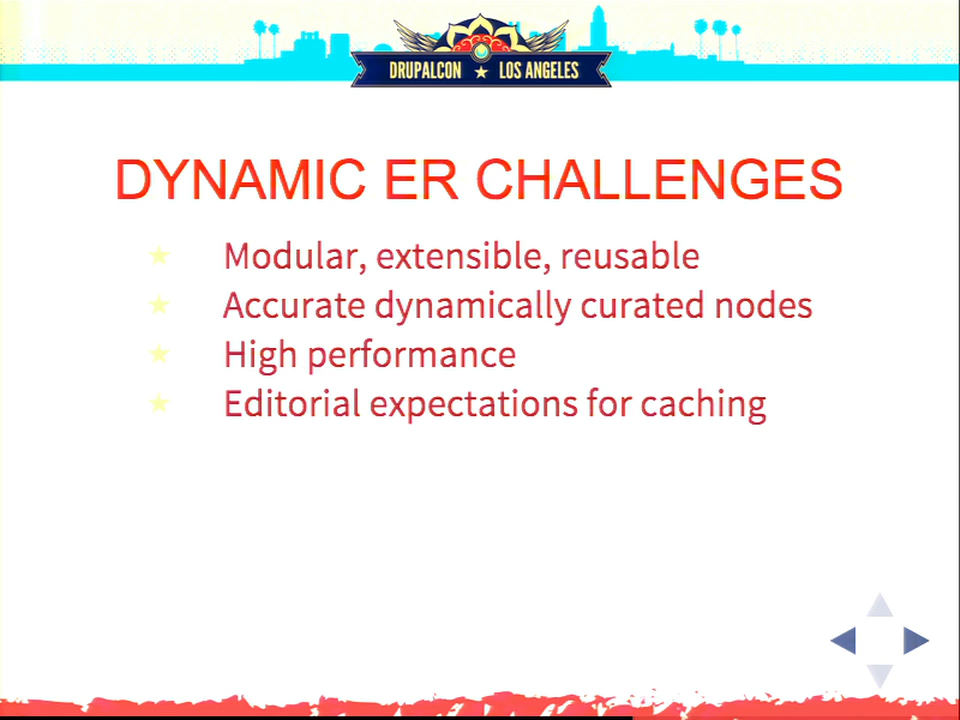 DRUPALCON ★ LOS ANGELES
DYNAMIC ER CHALLENGES
Modular, extensible, reusable
Accurate dynamically curated nodes
High performance
Editorial expectations for caching